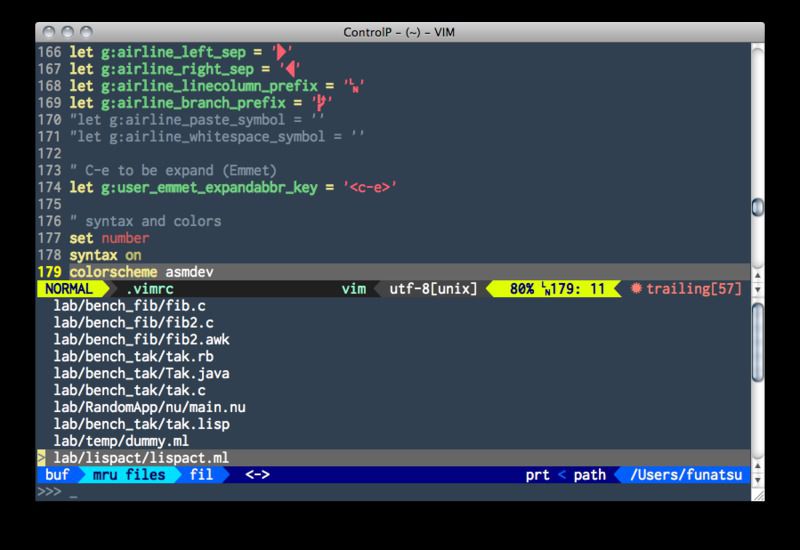 ControlP – (~) – VIM
166 let g:airline_left_sep = ''
167 let g:airline_right_sep = ''
168 let g:airline_linecolumn_prefix = ''
169 let g:airline_branch_prefix = ''
170 "let g:airline_paste_symbol = ''
171 "let g:airline_whitespace_symbol = ''
172
173 " C-e to be expand (Emmet)
174 let g:user_emmet_expandabbr_key = '<c-e>'
175
176 " syntax and colors
177 set number
178 syntax on
179 colorscheme asmdev
NORMAL .vimrc vim utf-8[unix] 80% 179: 11 ✹ trailing[57]
lab/bench_fib/fib.c
lab/bench_fib/fib2.c
lab/bench_fib/fib2.awk
lab/bench_tak/tak.rb
lab/bench_tak/Tak.java
lab/bench_tak/tak.c
lab/RandomApp/nu/main.nu
lab/bench_tak/tak.lisp
lab/temp/dummy.ml
> lab/lispact/lispact.ml
buf mru files fil <-> prt < path /Users/funatsu
>>> _